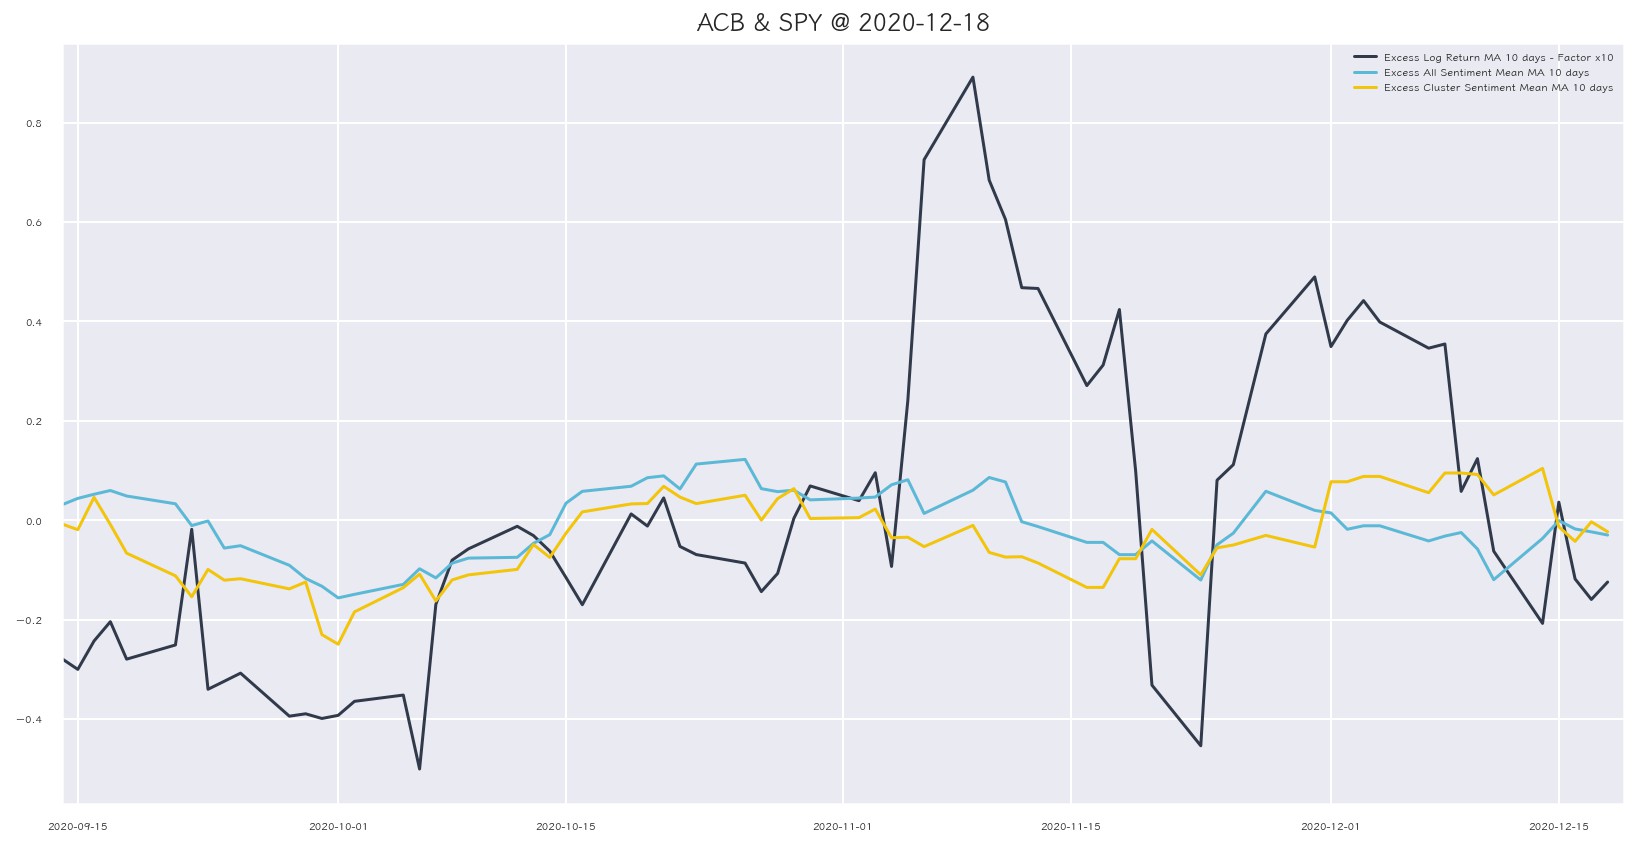 ACB & SPY @ 2020-12-18
Excess Log Return MA 10 days - Factor x10
Excess All Sentiment Mean MA 10 days
Excess Cluster Sentiment Mean MA 10 days
0.8
0.6
0.4
0.2
0.0
−0.2
−0.4
2020-09-15 2020-10-01 2020-10-15 2020-11-01 2020-11-15 2020-12-01 2020-12-15